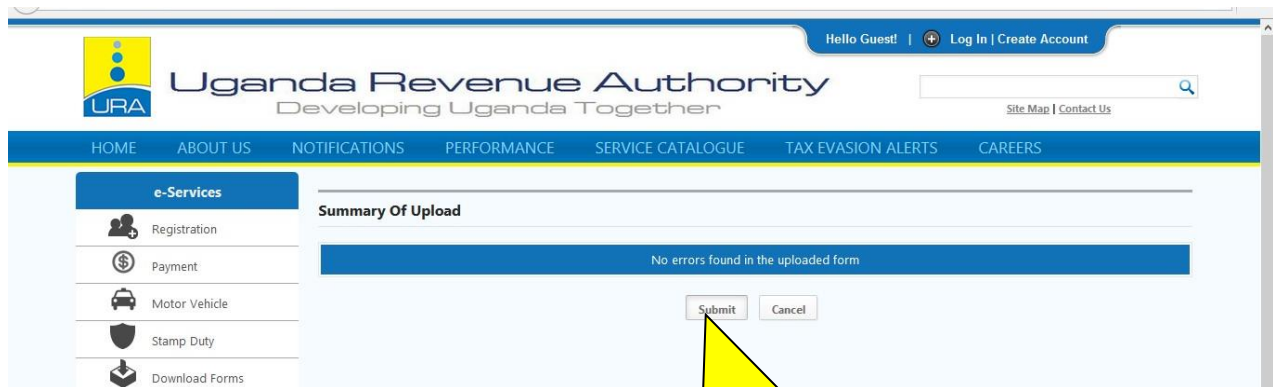 Hello Guest! | Log In | Create Account
URA
Uganda Revenue Authority
Developing Uganda Together
Site Map | Contact Us
HOME ABOUT US NOTIFICATIONS PERFORMANCE SERVICE CATALOGUE TAX EVASION ALERTS CAREERS
e-Services
Registration
Payment
Motor Vehicle
Stamp Duty
Download Forms
Summary Of Upload
No errors found in the uploaded form
Submit Cancel